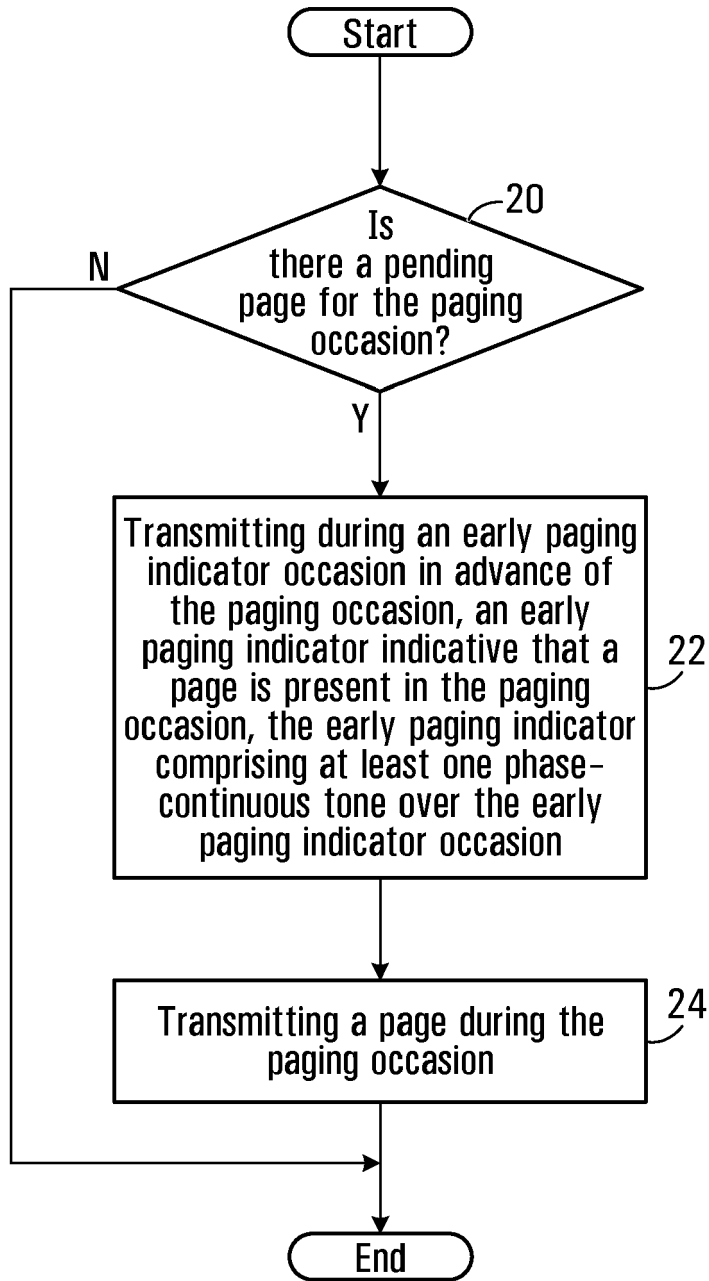 Start
20
Is
there a pending
page for the paging
occasion?
N
Y
Transmitting during an early paging
indicator occasion in advance of
the paging occasion, an early
paging indicator indicative that a
page is present in the paging
occasion, the early paging indicator
comprising at least one phase-
continuous tone over the early
paging indicator occasion
22
Transmitting a page during the
paging occasion
24
End